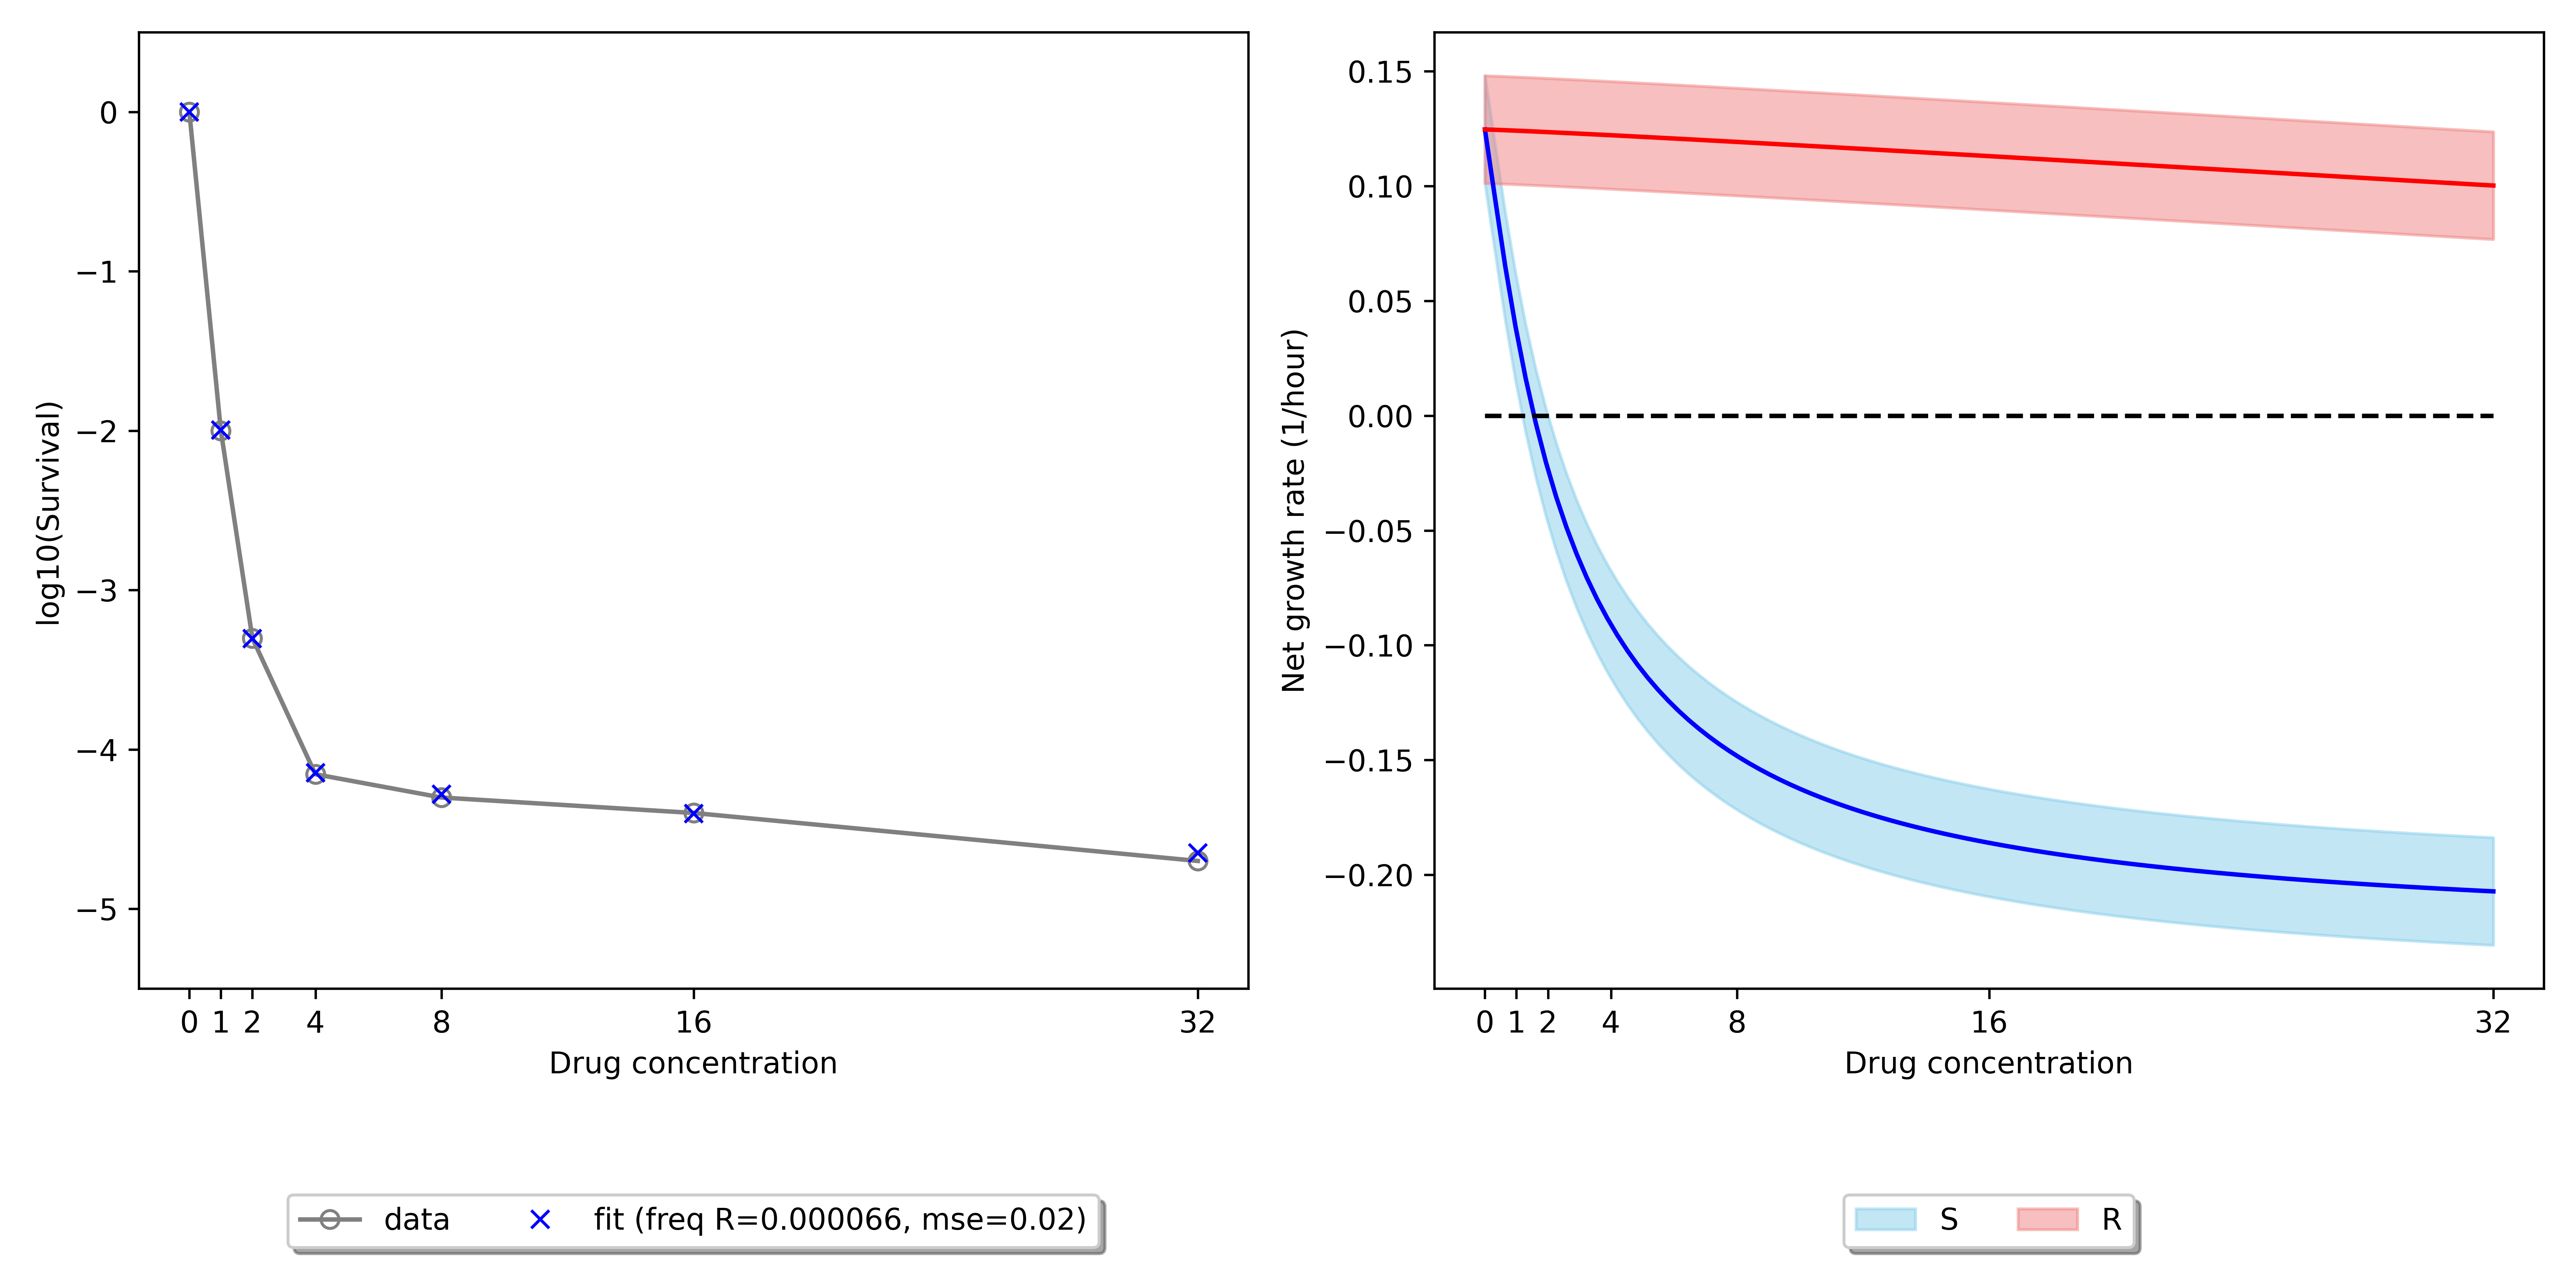 log10(Survival)
0
−1
−2
−3
−4
−5
0 1 2 4 8 16 32
Drug concentration
data fit (freq R=0.000066, mse=0.02)
Net growth rate (1/hour)
0.15
0.10
0.05
0.00
−0.05
−0.10
−0.15
−0.20
0 1 2 4 8 16 32
Drug concentration
S R